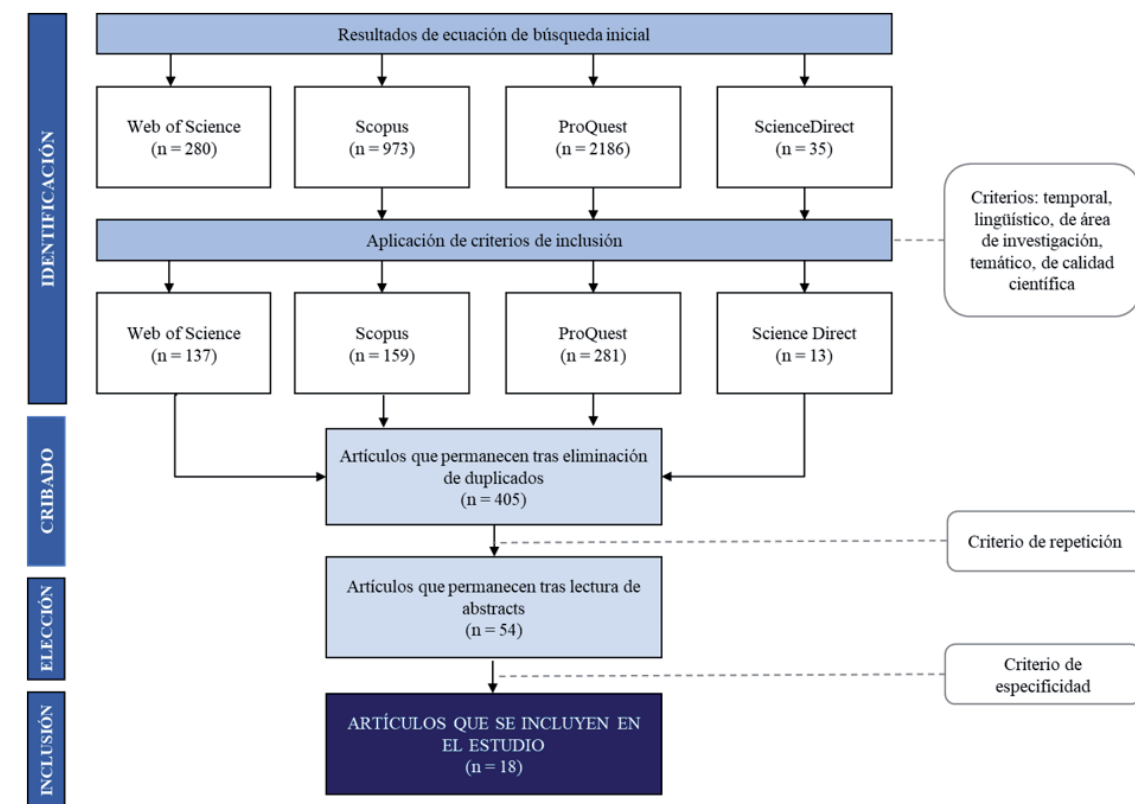 IDENTIFICACIÓN
Resultados de ecuación de búsqueda inicial
Web of Science
(n = 280)
Scopus
(n = 973)
ProQuest
(n = 2186)
ScienceDirect
(n = 35)
Aplicación de criterios de inclusión
Criterios: temporal,
lingüístico, de área
de investigación,
temático, de calidad
científica
Web of Science
(n = 137)
Scopus
(n = 159)
ProQuest
(n = 281)
Science Direct
(n = 13)
CRIBADO
Artículos que permanecen tras eliminación
de duplicados
(n = 405)
Criterio de repetición
ELECCIÓN
Artículos que permanecen tras lectura de
abstracts
(n = 54)
Criterio de
especificidad
INCLUSIÓN
ARTÍCULOS QUE SE INCLUYEN EN
EL ESTUDIO
(n = 18)